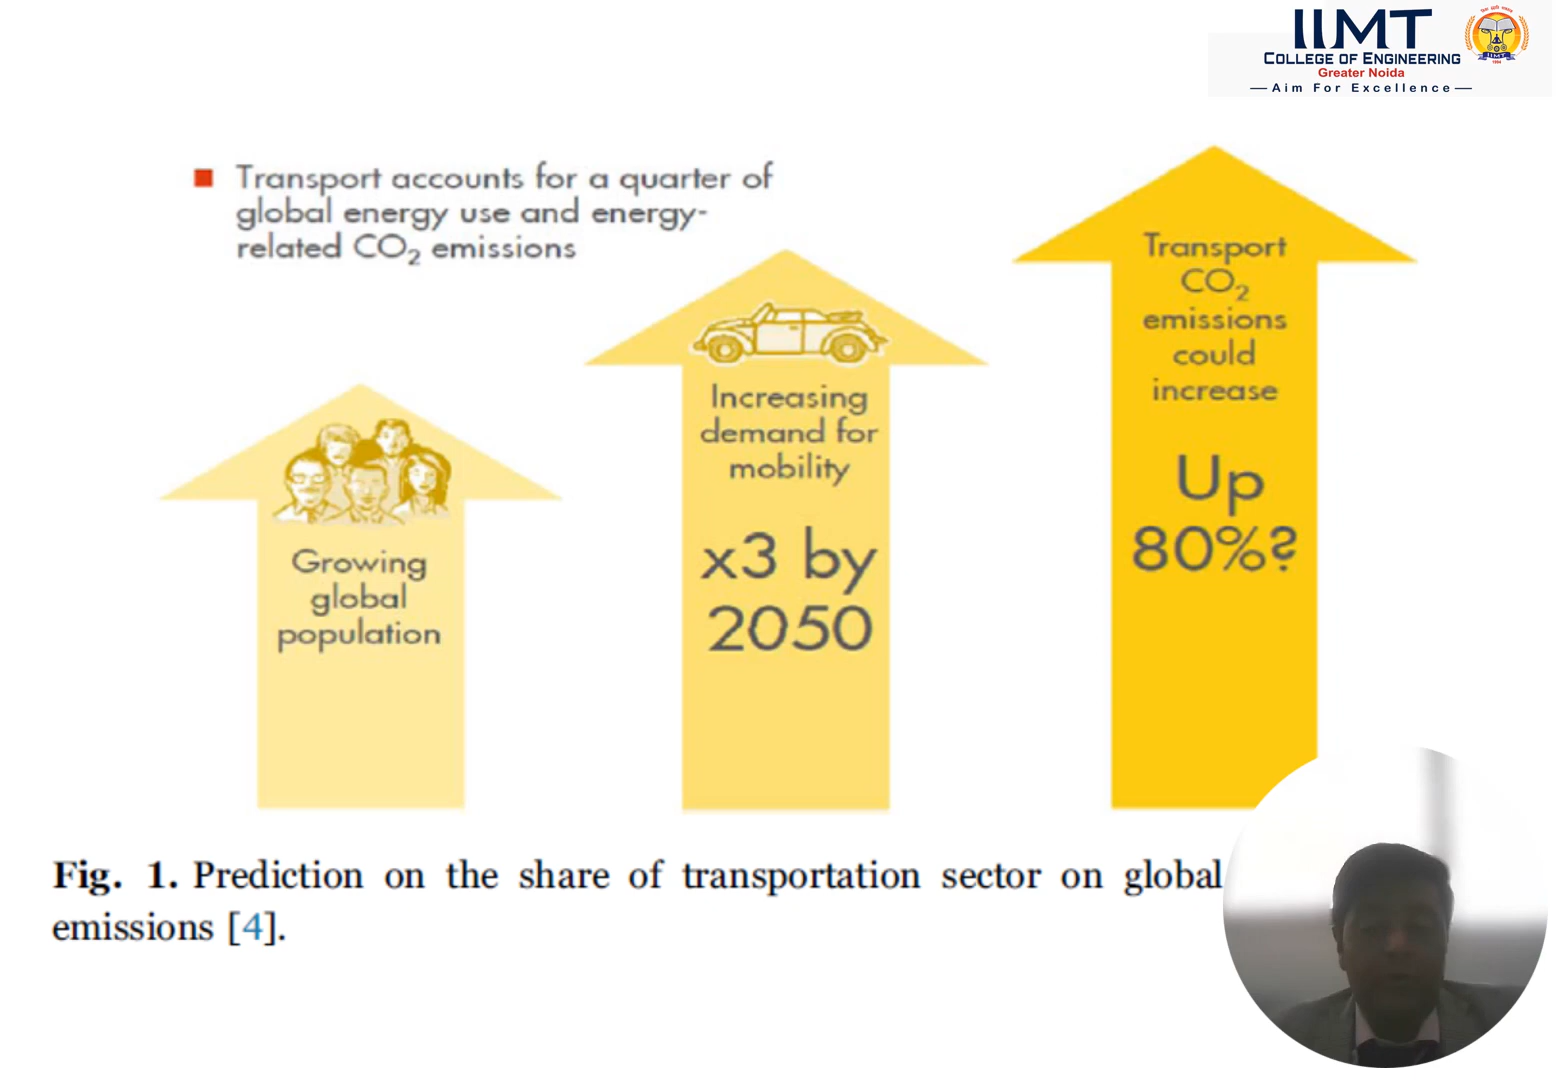 IIMT
COLLEGE OF ENGINEERING
Greater Noida
Aim For Excellence
Transport accounts for a quarter of
global energy use and energy-
related CO₂ emissions
Growing
global
population
Increasing
demand for
mobility
x3 by
2050
Transport
CO₂
emissions
could
increase
Up
80%?
Fig. 1. Prediction on the share of transportation sector on global
emissions [4].